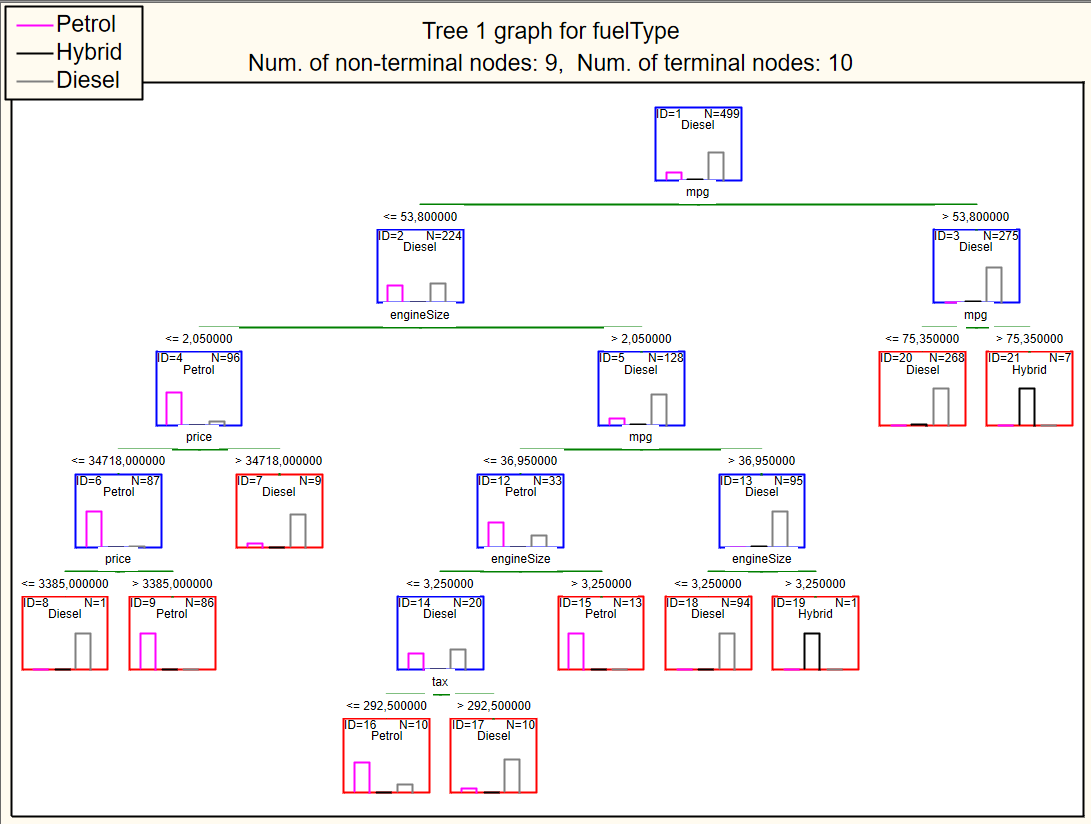 Petrol
Hybrid
Diesel
Tree 1 graph for fuelType
Num. of non-terminal nodes: 9,  Num. of terminal nodes: 10
ID=1 N=499
Diesel
mpg
<= 53,800000 > 53,800000
ID=2 N=224 ID=3 N=275
Diesel Diesel
engineSize mpg
<= 2,050000 > 2,050000 <= 75,350000 > 75,350000
ID=4 N=96 ID=5 N=128 ID=20 N=268 ID=21 N=7
Petrol Diesel Diesel Hybrid
price mpg
<= 34718,000000 > 34718,000000 <= 36,950000 > 36,950000
ID=6 N=87 ID=7 N=9 ID=12 N=33 ID=13 N=95
Petrol Diesel Petrol Diesel
price engineSize engineSize
<= 3385,000000 > 3385,000000 <= 3,250000 > 3,250000 <= 3,250000 > 3,250000
ID=8 N=1 ID=9 N=86 ID=14 N=20 ID=15 N=13 ID=18 N=94 ID=19 N=1
Diesel Petrol Diesel Petrol Diesel Hybrid
tax
<= 292,500000 > 292,500000
ID=16 N=10 ID=17 N=10
Petrol Diesel